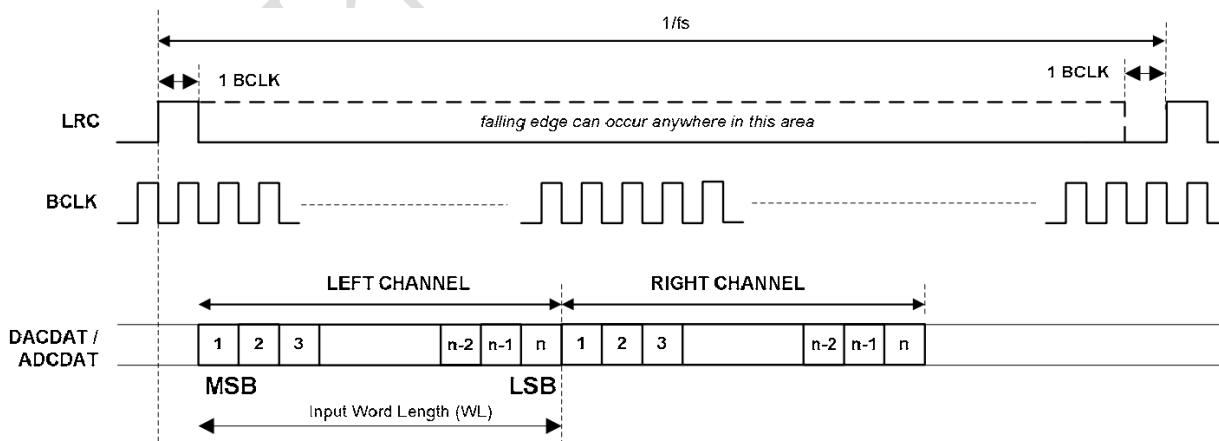 1/fs
1 BCLK
1 BCLK
LRC
falling edge can occur anywhere in this area
BCLK
LEFT CHANNEL
RIGHT CHANNEL
DACDAT /
ADCDAT
1 2 3 n-2 n-1 n 1 2 3 n-2 n-1 n
MSB
LSB
Input Word Length (WL)